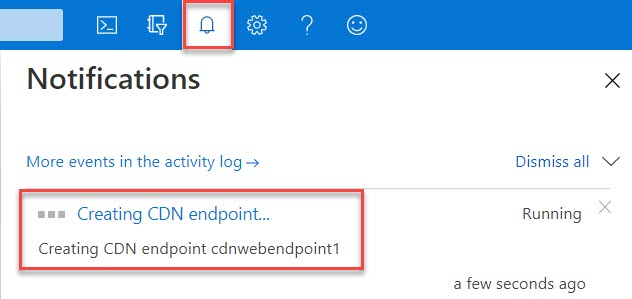 Notifications
More events in the activity log →
Dismiss all
Creating CDN endpoint...
Running
Creating CDN endpoint cdnwebendpoint1
a few seconds ago